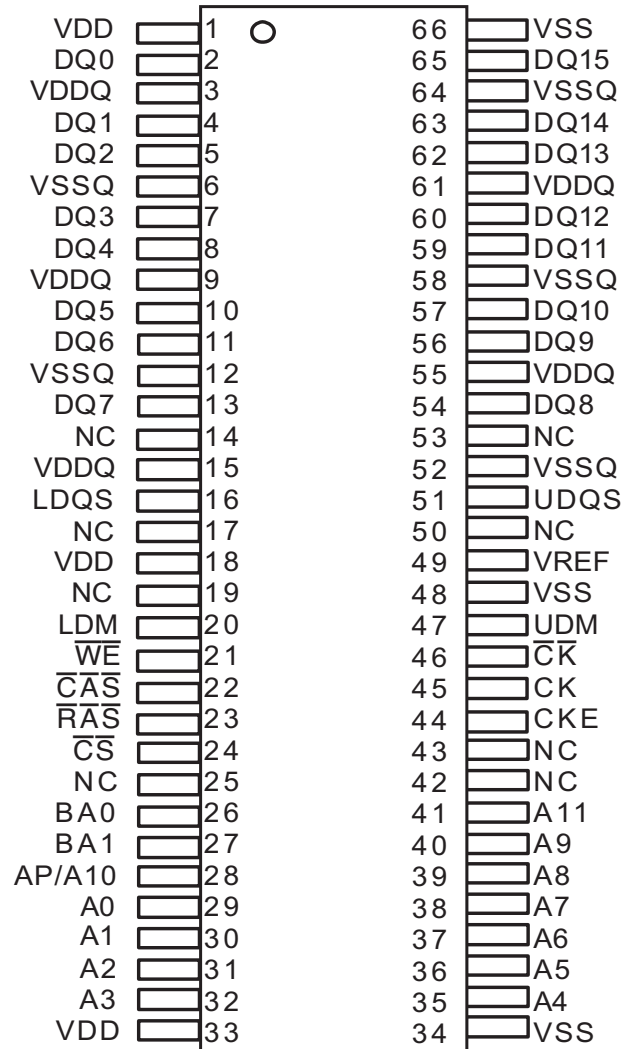 VDD 1 66 VSS
DQ0 2 65 DQ15
VDDQ 3 64 VSSQ
DQ1 4 63 DQ14
DQ2 5 62 DQ13
VSSQ 6 61 VDDQ
DQ3 7 60 DQ12
DQ4 8 59 DQ11
VDDQ 9 58 VSSQ
DQ5 10 57 DQ10
DQ6 11 56 DQ9
VSSQ 12 55 VDDQ
DQ7 13 54 DQ8
NC 14 53 NC
VDDQ 15 52 VSSQ
LDQS 16 51 UDQS
NC 17 50 NC
VDD 18 49 VREF
NC 19 48 VSS
LDM 20 47 UDM
W̅E̅ 21 46 C̅K̅
C̅A̅S̅ 22 45 CK
R̅A̅S̅ 23 44 CKE
C̅S̅ 24 43 NC
NC 25 42 NC
BA0 26 41 A11
BA1 27 40 A9
AP/A10 28 39 A8
A0 29 38 A7
A1 30 37 A6
A2 31 36 A5
A3 32 35 A4
VDD 33 34 VSS